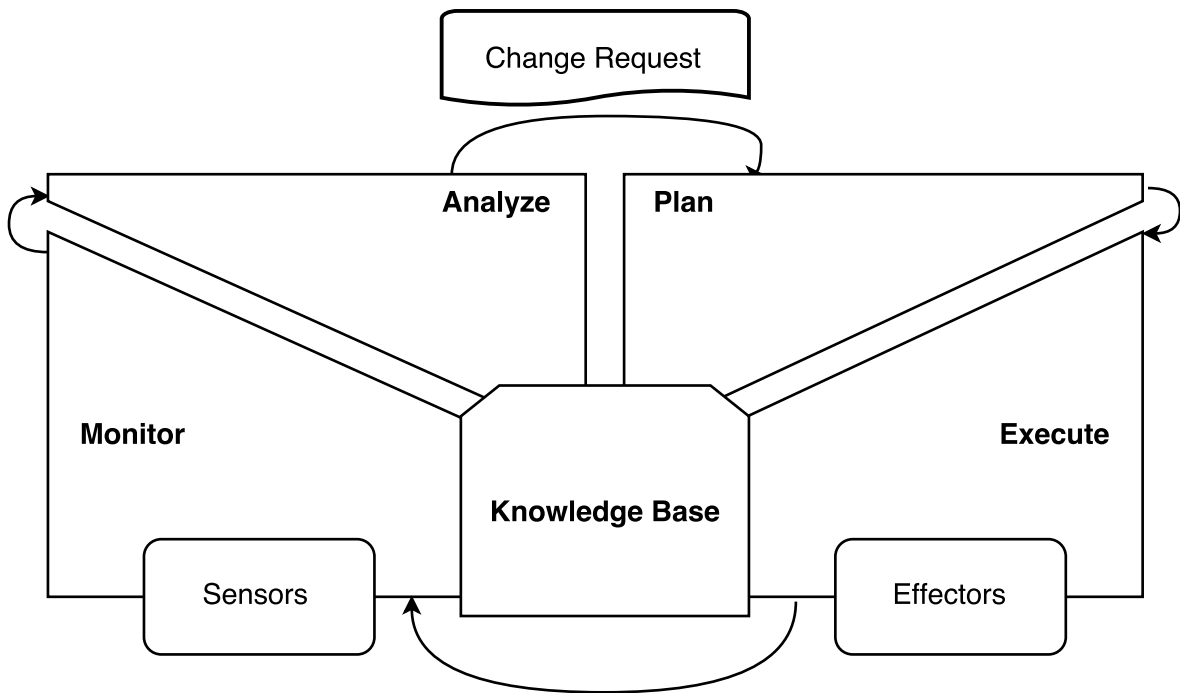 Change Request
Analyze
Plan
Monitor
Execute
Knowledge Base
Sensors
Effectors